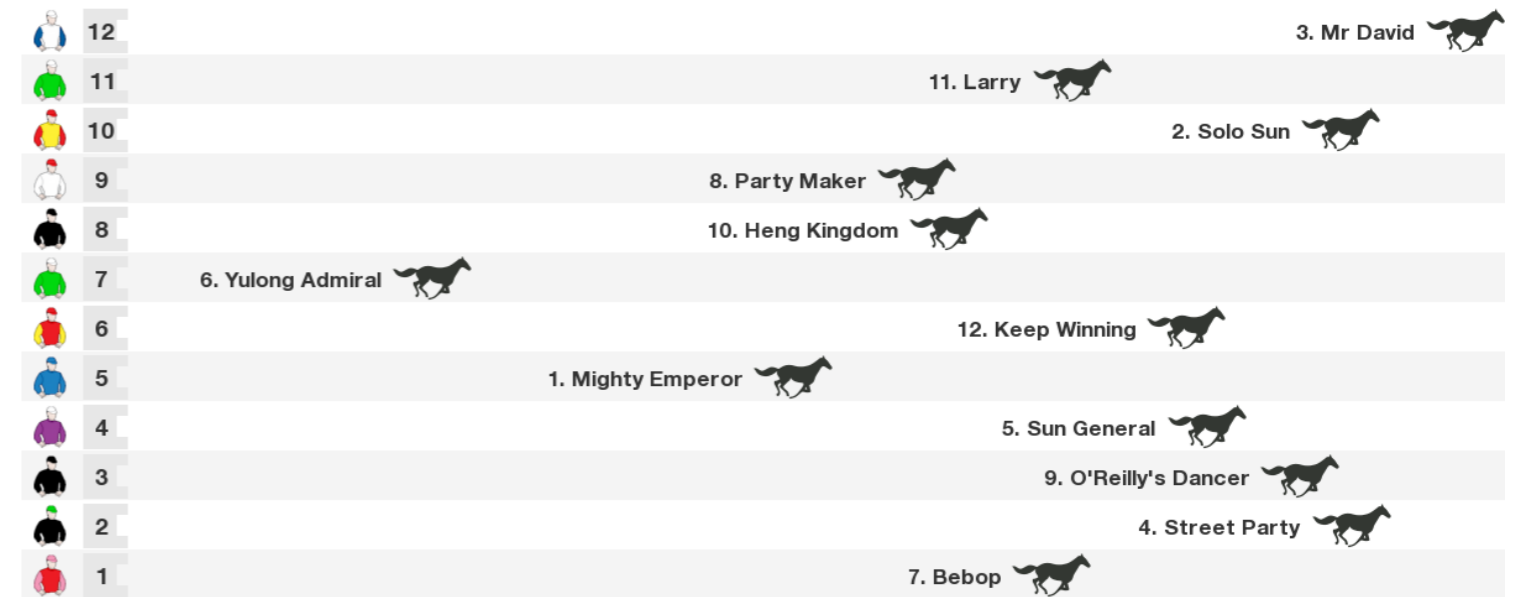 12 3. Mr David
11 11. Larry
10 2. Solo Sun
9 8. Party Maker
8 10. Heng Kingdom
7 6. Yulong Admiral
6 12. Keep Winning
5 1. Mighty Emperor
4 5. Sun General
3 9. O'Reilly's Dancer
2 4. Street Party
1 7. Bebop